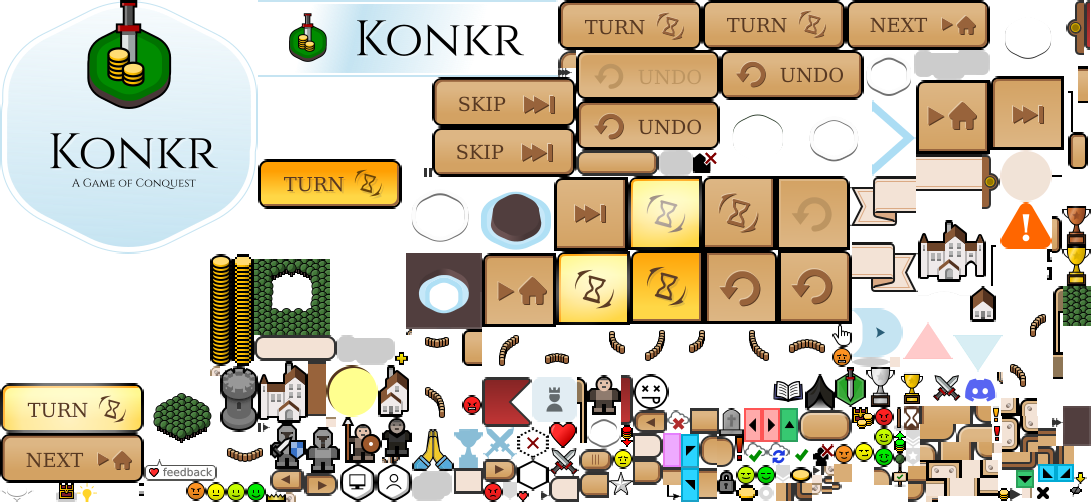 KONKR
A GAME OF CONQUEST
KONKR
TURN
TURN
NEXT
UNDO
UNDO
SKIP
UNDO
SKIP
TURN
TURN
NEXT
feedback